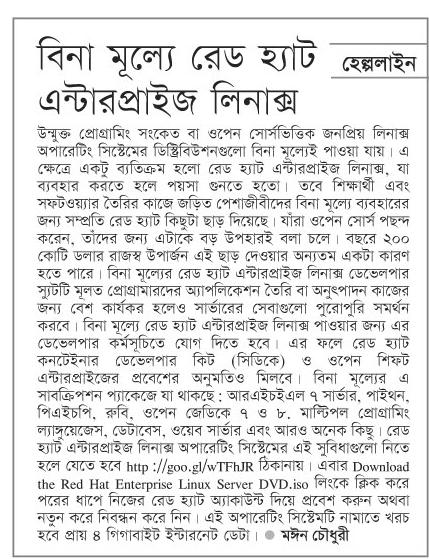 বিনা মূল্যে রেড হ্যাট
হেল্পলাইন
এন্টারপ্রাইজ লিনাক্স
উন্মুক্ত প্রোগ্রামিং সংকেত বা ওপেন সোর্সভিত্তিক জনপ্রিয় লিনাক্স
অপারেটিং সিস্টেমের ডিস্ট্রিবিউশনগুলো বিনা মূল্যেই পাওয়া যায়। এ
ক্ষেত্রে একটু ব্যতিক্রম হলো রেড হ্যাট এন্টারপ্রাইজ লিনাক্স, যা
ব্যবহার করতে হলে পয়সা গুনতে হতো। তবে শিক্ষার্থী এবং
সফটওয়্যার তৈরির কাজে জড়িত পেশাজীবীদের বিনা মূল্যে ব্যবহারের
জন্য সম্প্রতি রেড হ্যাট কিছুটা ছাড় দিয়েছে। যাঁরা ওপেন সোর্স পছন্দ
করেন, তাঁদের জন্য এটাকে বড় উপহারই বলা চলে। বছরে ২০০
কোটি ডলার রাজস্ব উপার্জন এই ছাড় দেওয়ার অন্যতম একটা কারণ
হতে পারে। বিনা মূল্যের রেড হ্যাট এন্টারপ্রাইজ লিনাক্স ডেভেলপার
স্যুটটি মূলত প্রোগ্রামারদের অ্যাপলিকেশন তৈরি বা অনুৎপাদন কাজের
জন্য বেশ কার্যকর হলেও সার্ভারের সেবাগুলো পুরোপুরি সমর্থন
করবে। বিনা মূল্যে রেড হ্যাট এন্টারপ্রাইজ লিনাক্স পাওয়ার জন্য এর
ডেভেলপার কর্মসূচিতে যোগ দিতে হবে। এর ফলে রেড হ্যাট
কনটেইনার ডেভেলপার কিট (সিডিকে) ও ওপেন শিফট
এন্টারপ্রাইজের প্রবেশের অনুমতিও মিলবে। বিনা মূল্যের এ
সাবক্রিপশন প্যাকেজে যা থাকছে : আরএইচইএল ৭ সার্ভার, পাইথন,
পিএইচপি, রুবি, ওপেন জেডিকে ৭ ও ৮. মাল্টিপল প্রোগ্রামিং
ল্যাঙ্গুয়েজেস, ডেটাবেস, ওয়েব সার্ভার এবং আরও অনেক কিছু। রেড
হ্যাট এন্টারপ্রাইজ লিনাক্স অপারেটিং সিস্টেমের এই সুবিধাগুলো নিতে
হলে যেতে হবে http ://goo.gl/wTFhJR ঠিকানায়। এবার Download
the Red Hat Enterprise Linux Server DVD.iso লিংকে ক্লিক করে
পরের ধাপে নিজের রেড হ্যাট অ্যাকাউন্ট দিয়ে প্রবেশ করুন অথবা
নতুন করে নিবন্ধন করে নিন। এই অপারেটিং সিস্টেমটি নামাতে খরচ
হবে প্রায় ৪ গিগাবাইট ইন্টারনেট ডেটা। ● মঈন চৌধুরী